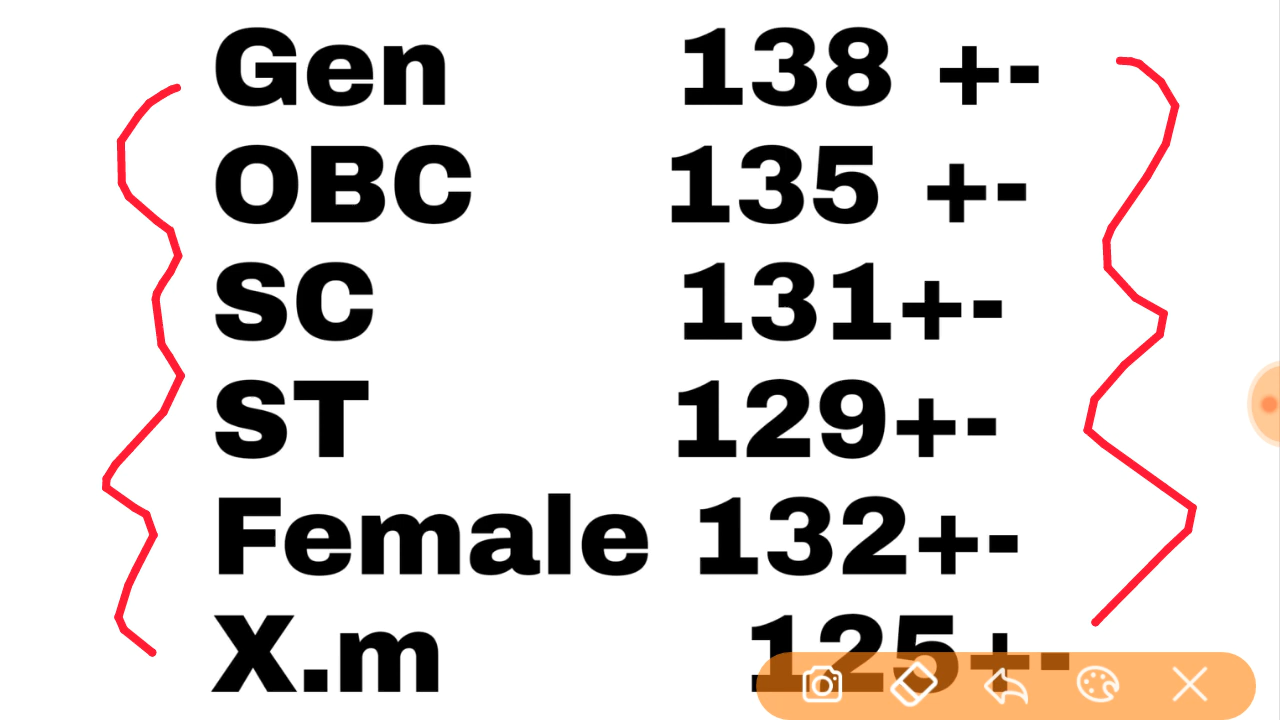 Gen 138 +-
OBC 135 +-
SC 131+-
ST 129+-
Female 132+-
X.m 125+-